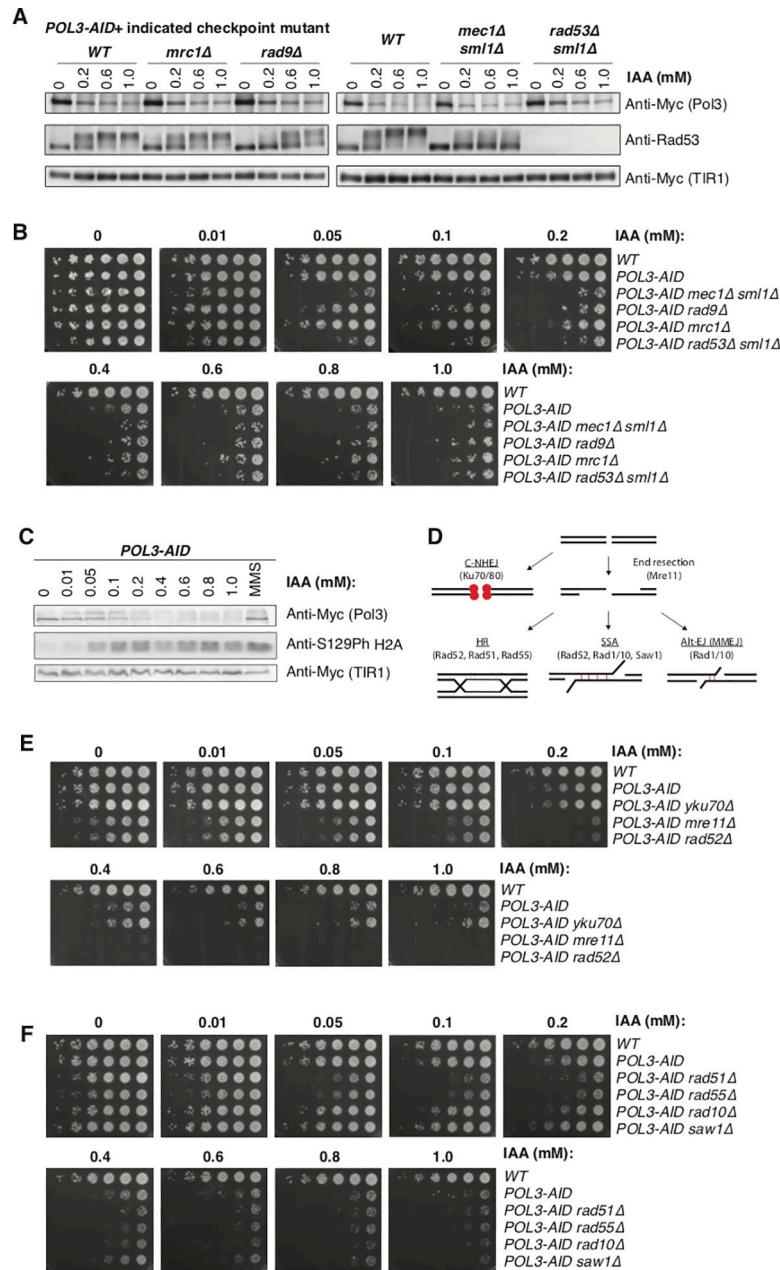 A
POL3-AID+ indicated checkpoint mutant
WT mrc1Δ rad9Δ WT mec1Δ sml1Δ rad53Δ sml1Δ
0 0.2 0.6 1.0 0 0.2 0.6 1.0 0 0.2 0.6 1.0 0 0.2 0.6 1.0 0 0.2 0.6 1.0 0 0.2 0.6 1.0 IAA (mM)
Anti-Myc (Pol3)
Anti-Rad53
Anti-Myc (TIR1)
B
0 0.01 0.05 0.1 0.2 IAA (mM):
WT
POL3-AID
POL3-AID mec1Δ sml1Δ
POL3-AID rad9Δ
POL3-AID mrc1Δ
POL3-AID rad53Δ sml1Δ
0.4 0.6 0.8 1.0 IAA (mM):
WT
POL3-AID
POL3-AID mec1Δ sml1Δ
POL3-AID rad9Δ
POL3-AID mrc1Δ
POL3-AID rad53Δ sml1Δ
C
POL3-AID
0 0.01 0.05 0.1 0.2 0.4 0.6 0.8 1.0 MMS IAA (mM):
Anti-Myc (Pol3)
Anti-S129Ph H2A
Anti-Myc (TIR1)
D
C-NHEJ
(Ku70/80)
End resection
(Mre11)
HR
(Rad52, Rad51, Rad55)
SSA
(Rad52, Rad1/10, Saw1)
Alt-EJ (MMEJ)
(Rad1/10)
E
0 0.01 0.05 0.1 0.2 IAA (mM):
WT
POL3-AID
POL3-AID yku70Δ
POL3-AID mre11Δ
POL3-AID rad52Δ
0.4 0.6 0.8 1.0 IAA (mM):
WT
POL3-AID
POL3-AID yku70Δ
POL3-AID mre11Δ
POL3-AID rad52Δ
F
0 0.01 0.05 0.1 0.2 IAA (mM):
WT
POL3-AID
POL3-AID rad51Δ
POL3-AID rad55Δ
POL3-AID rad10Δ
POL3-AID saw1Δ
0.4 0.6 0.8 1.0 IAA (mM):
WT
POL3-AID
POL3-AID rad51Δ
POL3-AID rad55Δ
POL3-AID rad10Δ
POL3-AID saw1Δ